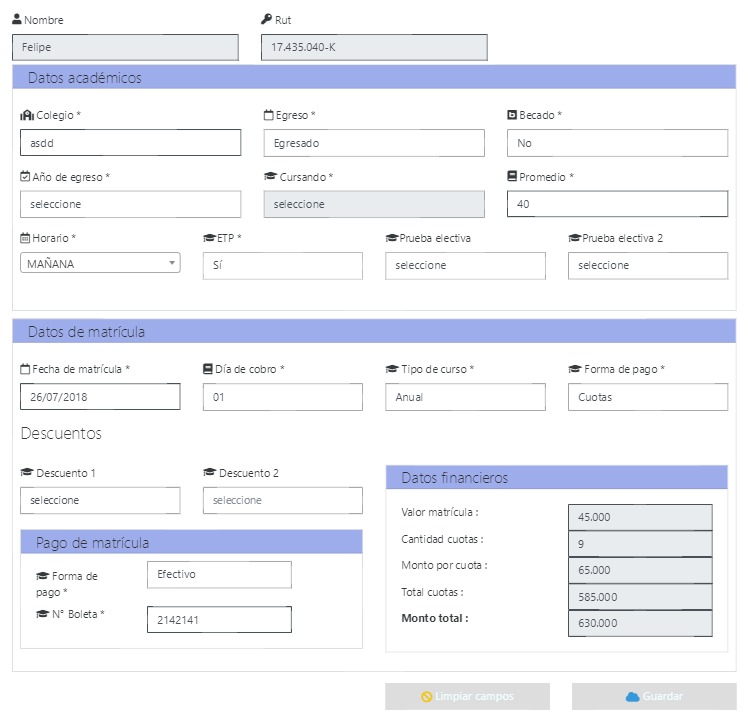 Nombre Rut
Felipe 17.435.040-K
Datos académicos
Colegio * Egreso * Becado *
asdd Egresado No
Año de egreso * Cursando * Promedio *
seleccione seleccione 40
Horario * ETP * Prueba electiva Prueba electiva 2
MAÑANA Sí seleccione seleccione
Datos de matrícula
Fecha de matrícula * Día de cobro * Tipo de curso * Forma de pago *
26/07/2018 01 Anual Cuotas
Descuentos
Descuento 1 Descuento 2
seleccione seleccione
Pago de matrícula
Forma de pago * Efectivo
N° Boleta * 2142141
Datos financieros
Valor matrícula : 45.000
Cantidad cuotas : 9
Monto por cuota : 65.000
Total cuotas : 585.000
Monto total : 630.000
Limpiar campos Guardar